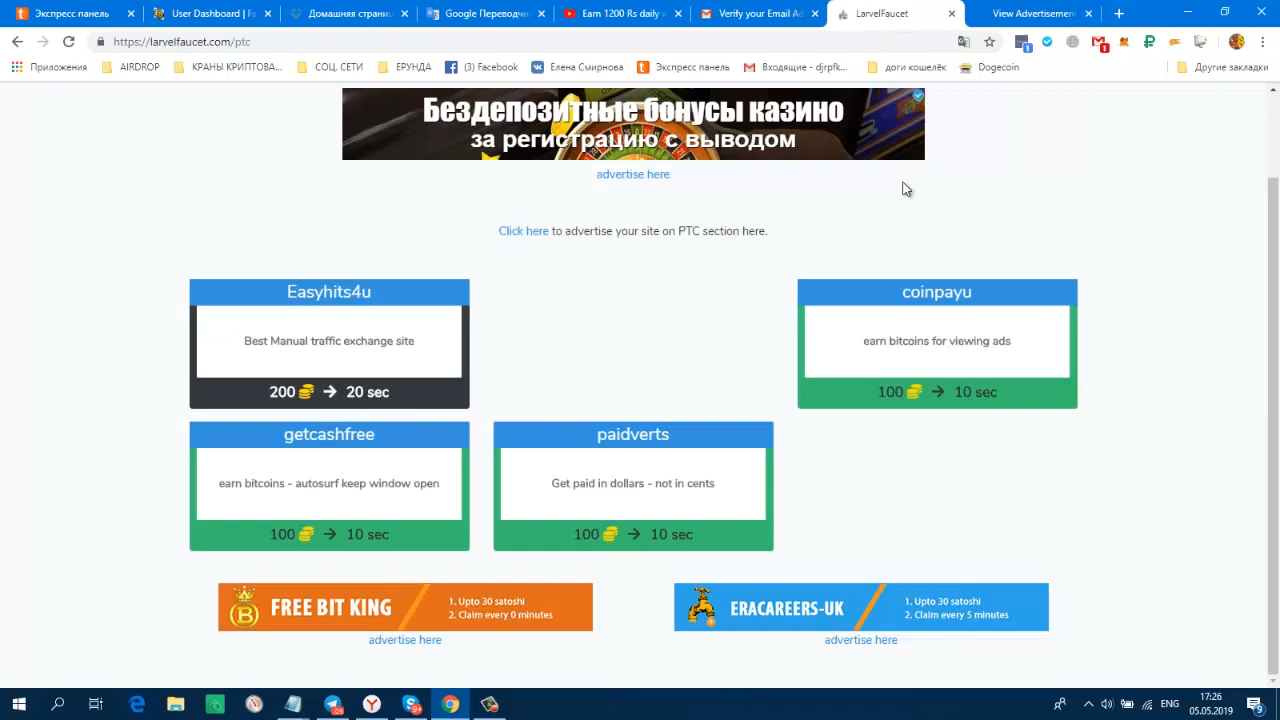 Экспресс панель
User Dashboard | Fo
Домашняя страниц
Google Переводчи
Earn 1200 Rs daily w
Verify your Email Ad
LarvelFaucet
View Advertisement
https://larvelfaucet.com/ptc
Приложения
AIRDROP
КРАНЫ КРИПТОВА...
СОЦ. СЕТИ
ЕРУНДА
(3) Facebook
Елена Смирнова
Экспресс панель
Входящие - djrpfk...
доги кошелёк
Dogecoin
Другие закладки
Бездепозитные бонусы казино
за регистрацию с выводом
advertise here
Click here to advertise your site on PTC section here.
Easyhits4u
Best Manual traffic exchange site
200 → 20 sec
coinpayu
earn bitcoins for viewing ads
100 → 10 sec
getcashfree
earn bitcoins - autosurf keep window open
100 → 10 sec
paidverts
Get paid in dollars - not in cents
100 → 10 sec
FREE BIT KING
1. Upto 30 satoshi
2. Claim every 0 minutes
advertise here
ERACAREERS-UK
1. Upto 30 satoshi
2. Claim every 5 minutes
advertise here
ENG
17:26
05.05.2019